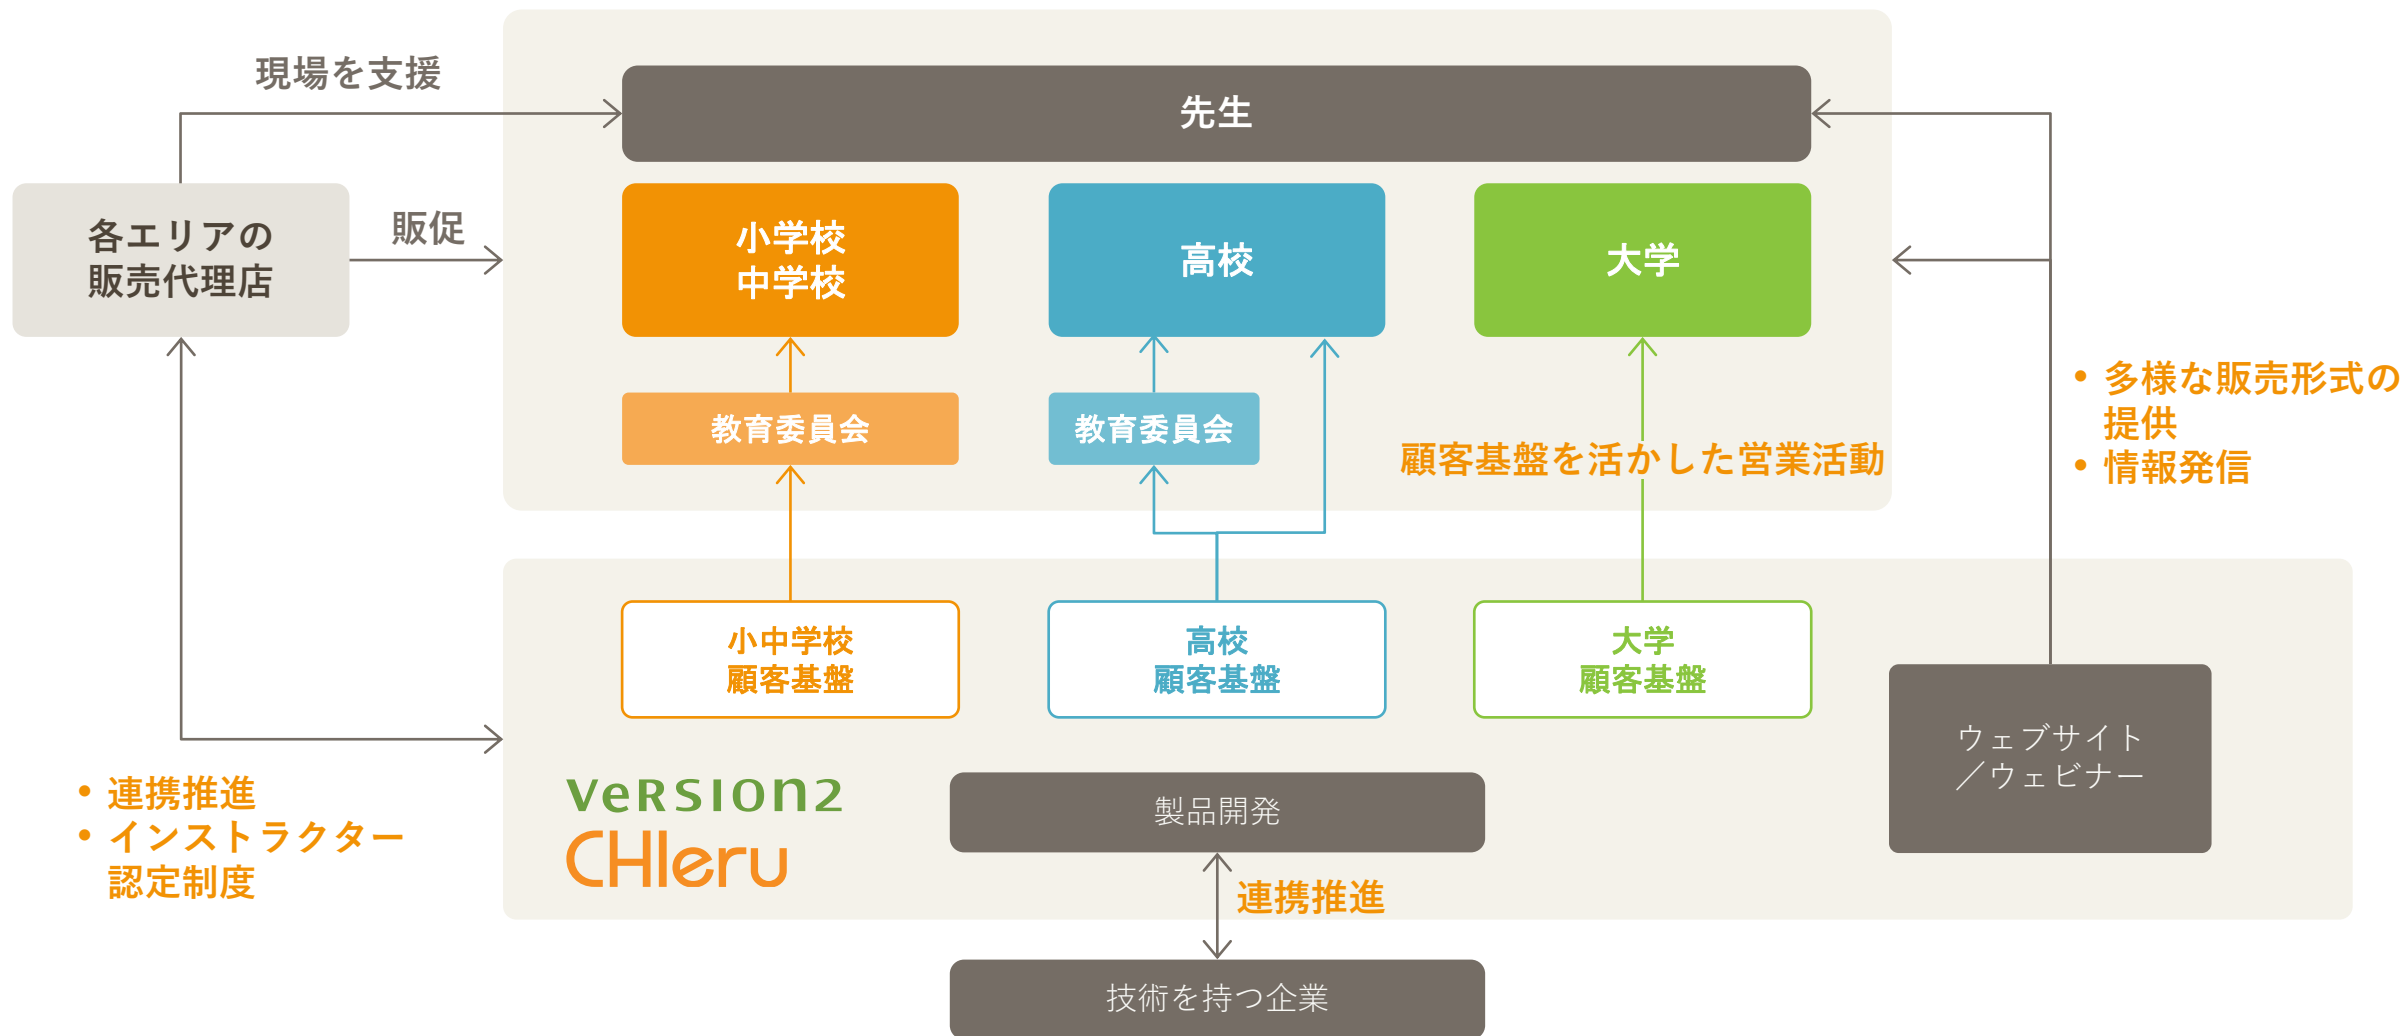 現場を支援
先生
各エリアの
販売代理店
販促
小学校
中学校
高校
大学
教育委員会
教育委員会
顧客基盤を活かした営業活動
• 多様な販売形式の
提供
• 情報発信
小中学校
顧客基盤
高校
顧客基盤
大学
顧客基盤
ウェブサイト
／ウェビナー
• 連携推進
• インストラクター
認定制度
VeRSION2
CHIeru
製品開発
連携推進
技術を持つ企業